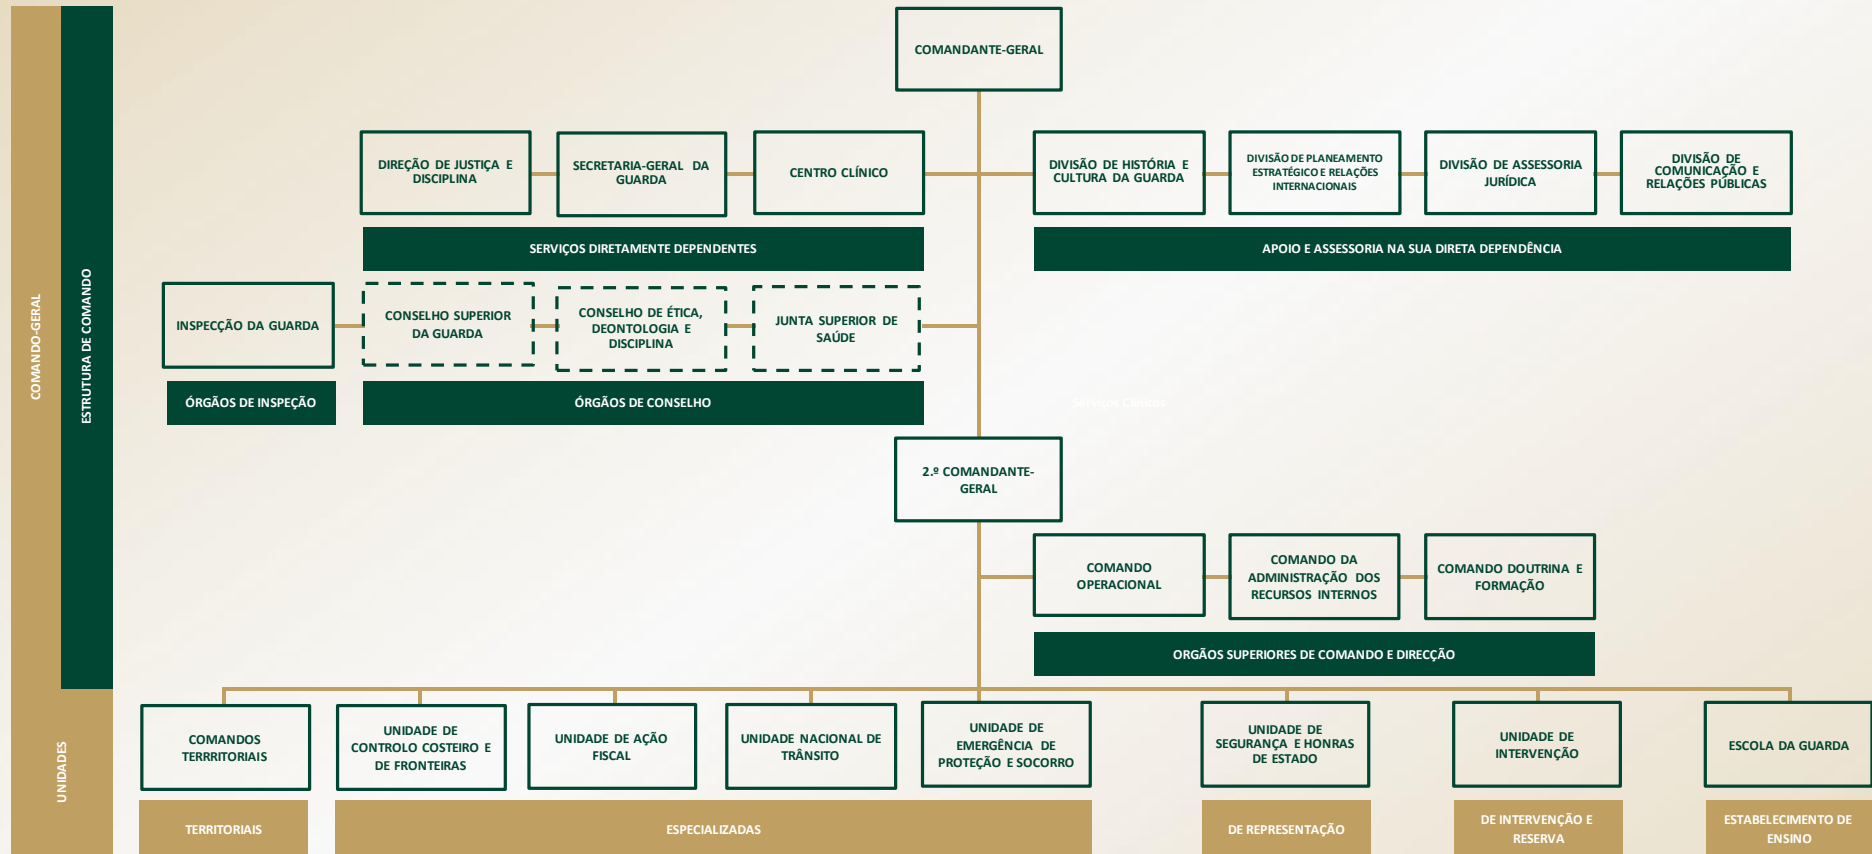 COMANDANTE-GERAL
DIREÇÃO DE JUSTIÇA E
DISCIPLINA
SECRETARIA-GERAL DA
GUARDA
CENTRO CLÍNICO
DIVISÃO DE HISTÓRIA E
CULTURA DA GUARDA
DIVISÃO DE PLANEAMENTO
ESTRATÉGICO E RELAÇÕES
INTERNACIONAIS
DIVISÃO DE ASSESSORIA
JURÍDICA
DIVISÃO DE
COMUNICAÇÃO E
RELAÇÕES PÚBLICAS
SERVIÇOS DIRETAMENTE DEPENDENTES
APOIO E ASSESSORIA NA SUA DIRETA DEPENDÊNCIA
COMANDO-GERAL
ESTRUTURA DE COMANDO
INSPECÇÃO DA GUARDA
CONSELHO SUPERIOR
DA GUARDA
CONSELHO DE ÉTICA,
DEONTOLOGIA E
DISCIPLINA
JUNTA SUPERIOR DE
SAÚDE
ÓRGÃOS DE INSPEÇÃO
ÓRGÃOS DE CONSELHO
Serviços Clínicos
2.º COMANDANTE-
GERAL
COMANDO
OPERACIONAL
COMANDO DA
ADMINISTRAÇÃO DOS
RECURSOS INTERNOS
COMANDO DOUTRINA E
FORMAÇÃO
ORGÃOS SUPERIORES DE COMANDO E DIRECÇÃO
UNIDADES
COMANDOS
TERRRITORIAIS
UNIDADE DE
CONTROLO COSTEIRO E
DE FRONTEIRAS
UNIDADE DE AÇÃO
FISCAL
UNIDADE NACIONAL DE
TRÂNSITO
UNIDADE DE
EMERGÊNCIA DE
PROTEÇÃO E SOCORRO
UNIDADE DE
SEGURANÇA E HONRAS
DE ESTADO
UNIDADE DE
INTERVENÇÃO
ESCOLA DA GUARDA
TERRITORIAIS
ESPECIALIZADAS
DE REPRESENTAÇÃO
DE INTERVENÇÃO E
RESERVA
ESTABELECIMENTO DE
ENSINO